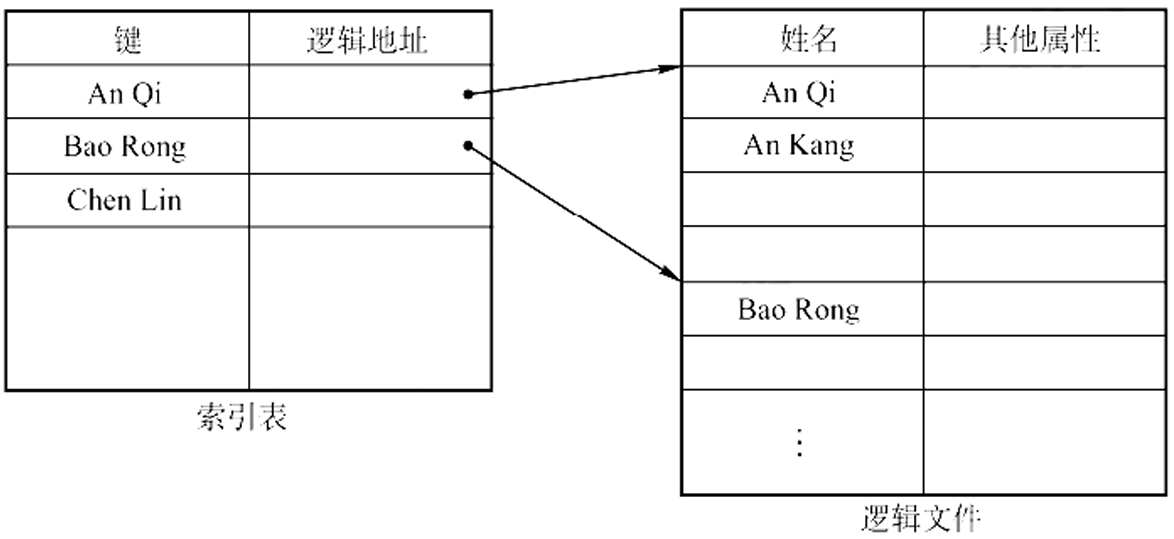 键 逻辑地址
An Qi
Bao Rong
Chen Lin
索引表
姓名 其他属性
An Qi
An Kang
Bao Rong
⋮
逻辑文件